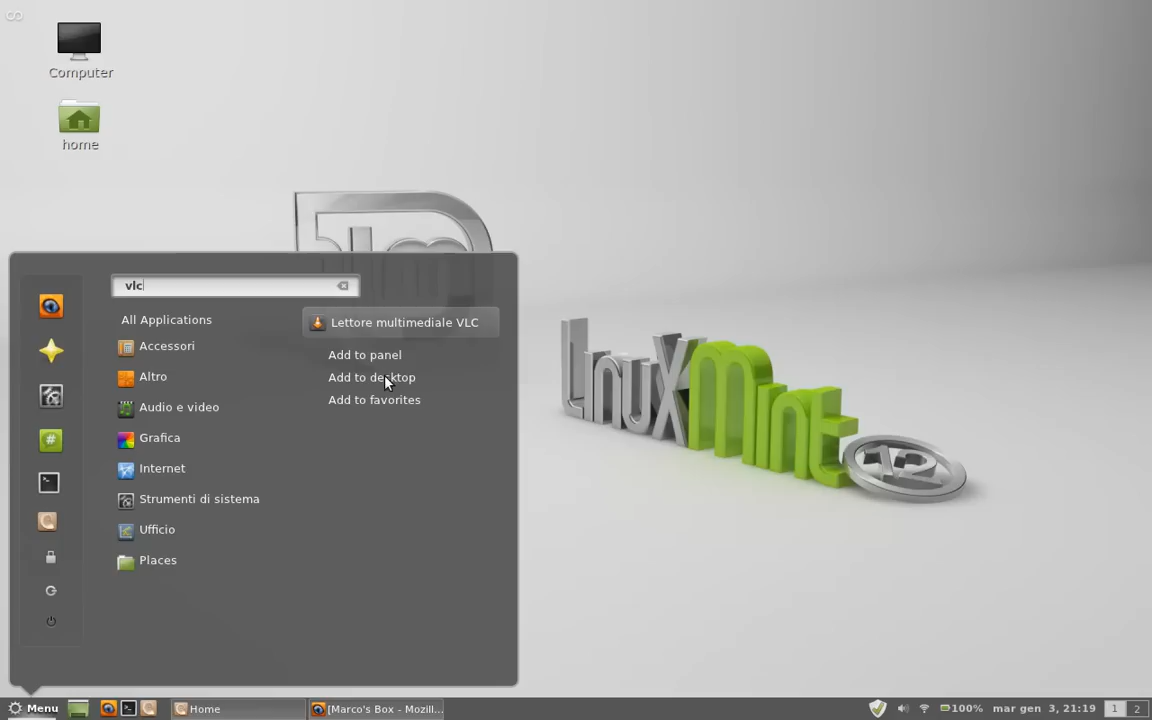 Computer
home
vlc
All Applications
Accessori
Altro
Audio e video
Grafica
Internet
Strumenti di sistema
Ufficio
Places
Lettore multimediale VLC
Add to panel
Add to desktop
Add to favorites
LinuxMint
12
Menu
Home
[Marco's Box - Mozill...
100%
mar gen 3, 21:19
1
2